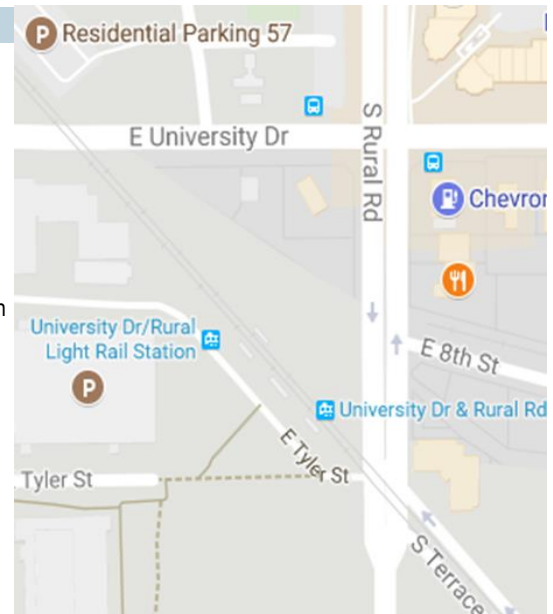 P Residential Parking 57
E University Dr
S Rural Rd
Chevron
University Dr/Rural
Light Rail Station
P
E 8th St
University Dr & Rural Rd
E Tyler St
Tyler St
S Terrace